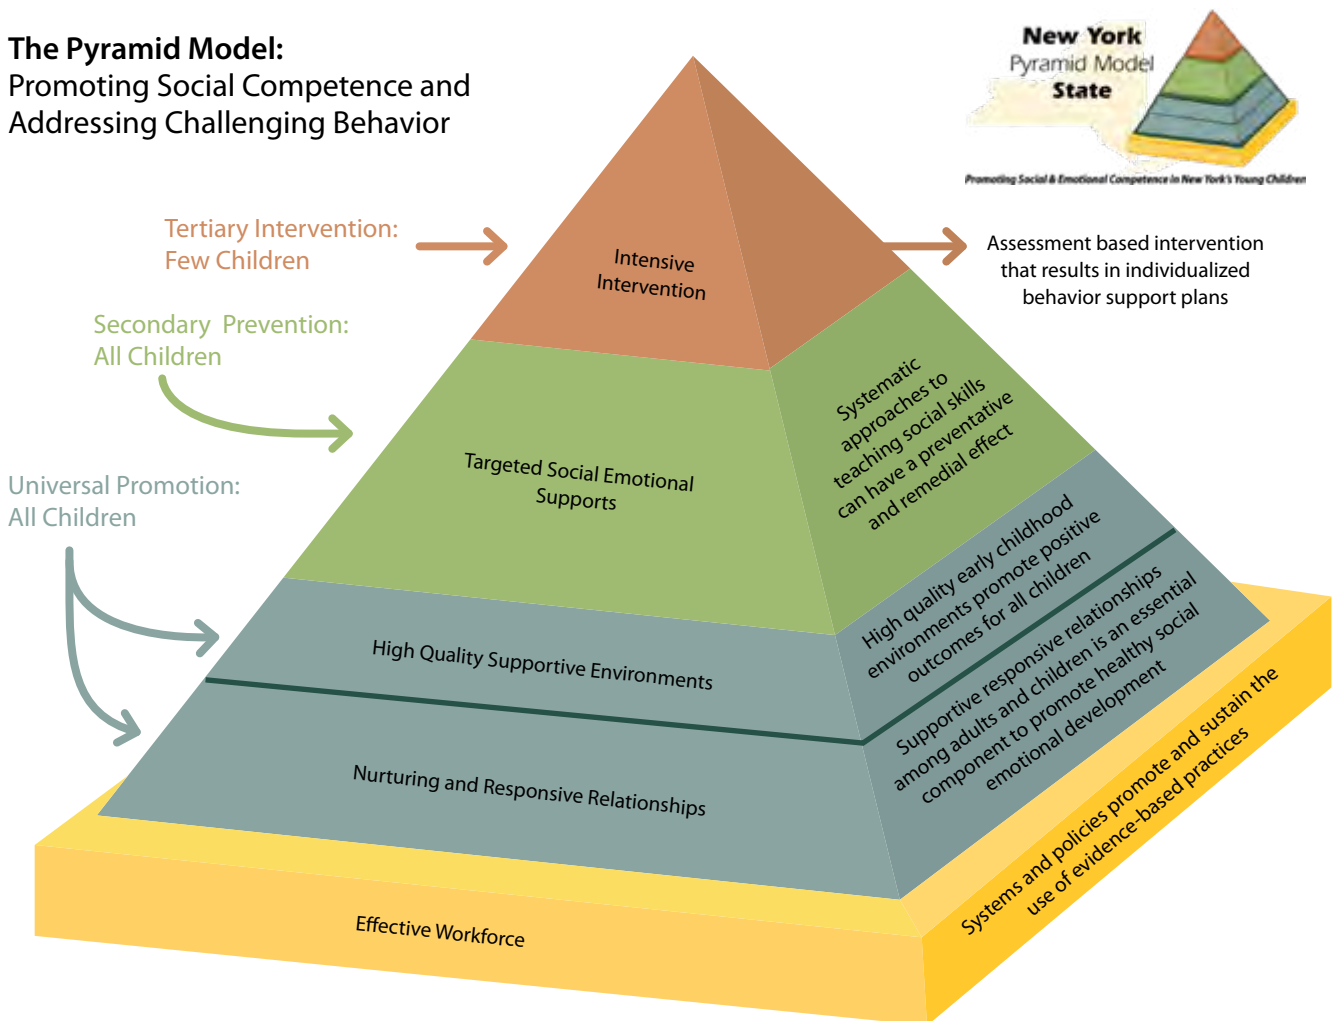 The Pyramid Model:
Promoting Social Competence and
Addressing Challenging Behavior
New York
Pyramid Model
State
Promoting Social & Emotional Competence in New York's Young Children
Tertiary Intervention:
Few Children
Intensive
Intervention
Assessment based intervention
that results in individualized
behavior support plans
Secondary Prevention:
All Children
Targeted Social Emotional
Supports
Systematic
approaches to
teaching social skills
can have a preventative
and remedial effect
Universal Promotion:
All Children
High Quality Supportive Environments
High quality early childhood
environments promote positive
outcomes for all children
Nurturing and Responsive Relationships
Supportive responsive relationships
among adults and children is an essential
component to promote healthy social
emotional development
Effective Workforce
Systems and policies promote and sustain the
use of evidence-based practices